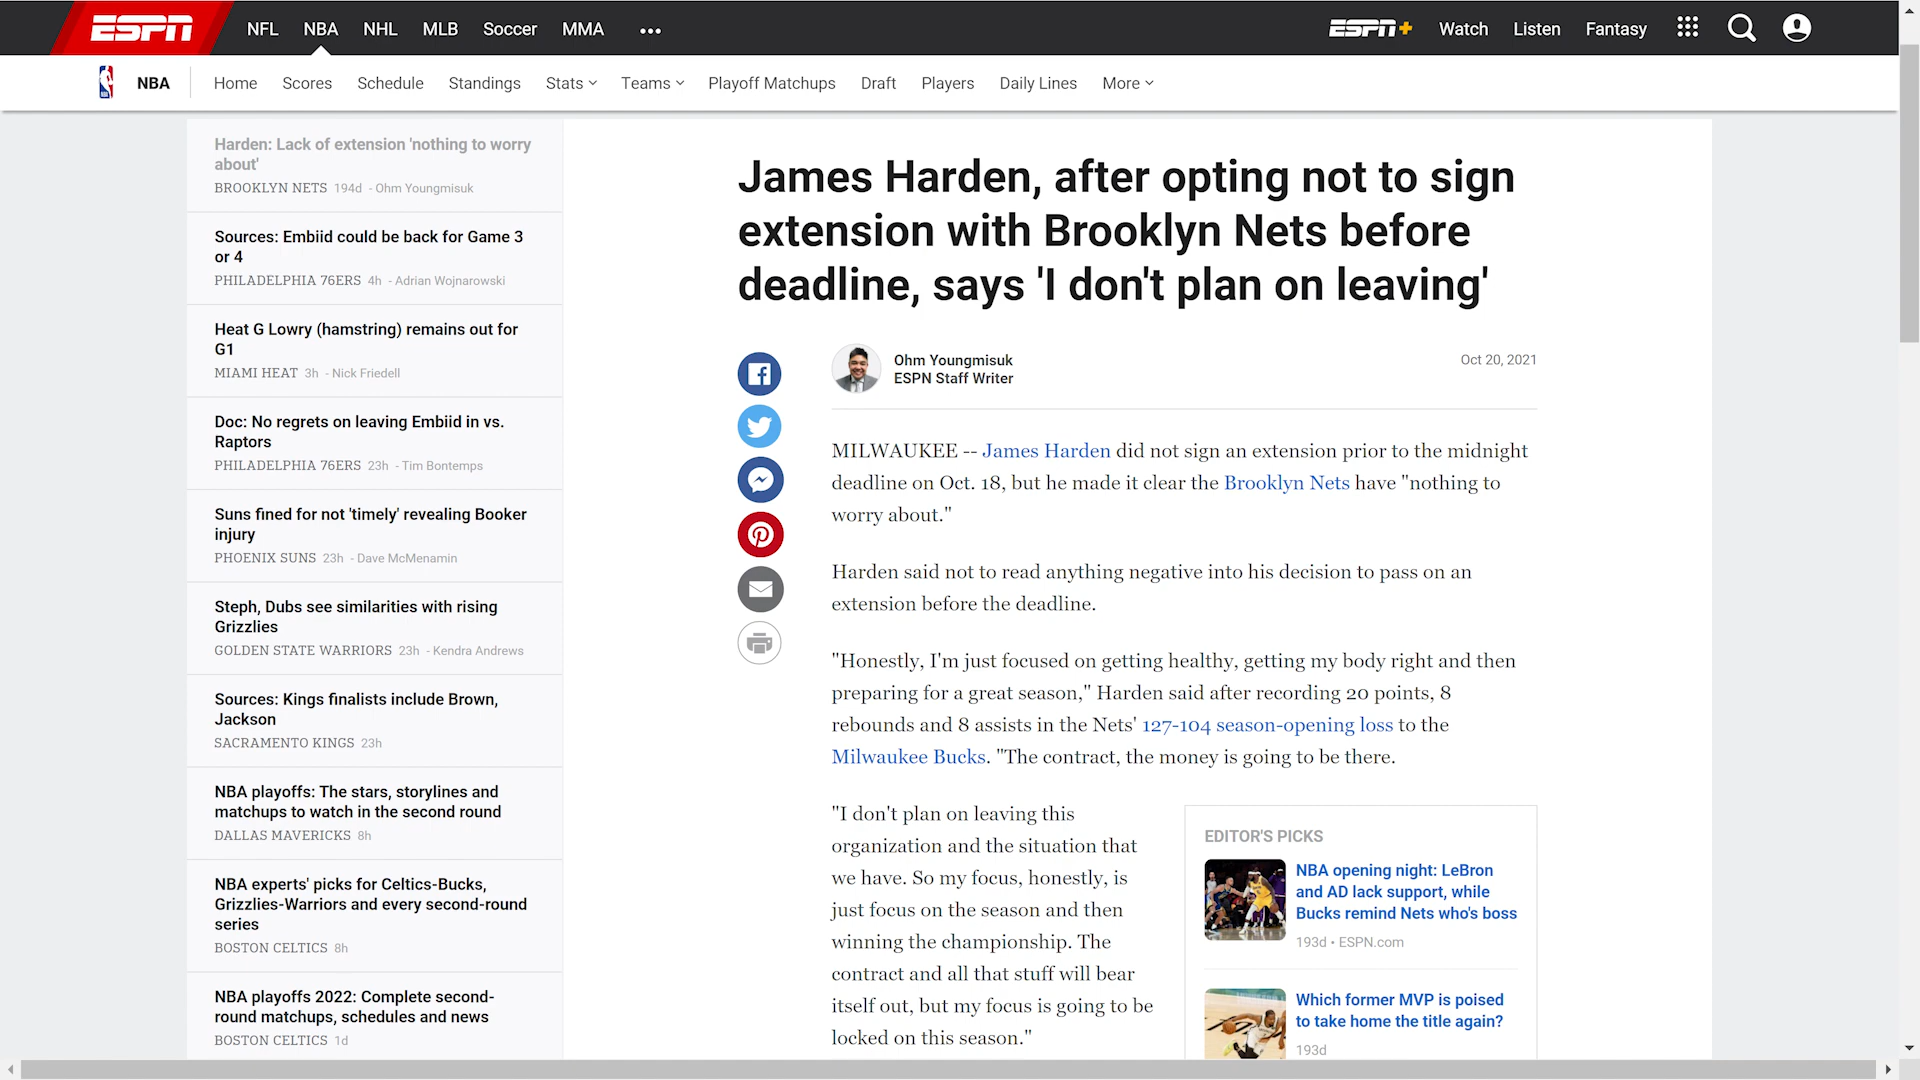 ESPN
NFL NBA NHL MLB Soccer MMA
ESPN+ Watch Listen Fantasy
NBA Home Scores Schedule Standings Stats Teams Playoff Matchups Draft Players Daily Lines More
Harden: Lack of extension 'nothing to worry
about'
BROOKLYN NETS 194d - Ohm Youngmisuk
Sources: Embiid could be back for Game 3
or 4
PHILADELPHIA 76ERS 4h - Adrian Wojnarowski
Heat G Lowry (hamstring) remains out for
G1
MIAMI HEAT 3h - Nick Friedell
Doc: No regrets on leaving Embiid in vs.
Raptors
PHILADELPHIA 76ERS 23h - Tim Bontemps
Suns fined for not 'timely' revealing Booker
injury
PHOENIX SUNS 23h - Dave McMenamin
Steph, Dubs see similarities with rising
Grizzlies
GOLDEN STATE WARRIORS 23h - Kendra Andrews
Sources: Kings finalists include Brown,
Jackson
SACRAMENTO KINGS 23h
NBA playoffs: The stars, storylines and
matchups to watch in the second round
DALLAS MAVERICKS 8h
NBA experts' picks for Celtics-Bucks,
Grizzlies-Warriors and every second-round
series
BOSTON CELTICS 8h
NBA playoffs 2022: Complete second-
round matchups, schedules and news
BOSTON CELTICS 1d
James Harden, after opting not to sign
extension with Brooklyn Nets before
deadline, says 'I don't plan on leaving'
Ohm Youngmisuk
ESPN Staff Writer
Oct 20, 2021
MILWAUKEE -- James Harden did not sign an extension prior to the midnight
deadline on Oct. 18, but he made it clear the Brooklyn Nets have "nothing to
worry about."
Harden said not to read anything negative into his decision to pass on an
extension before the deadline.
"Honestly, I'm just focused on getting healthy, getting my body right and then
preparing for a great season," Harden said after recording 20 points, 8
rebounds and 8 assists in the Nets' 127-104 season-opening loss to the
Milwaukee Bucks. "The contract, the money is going to be there.
"I don't plan on leaving this
organization and the situation that
we have. So my focus, honestly, is
just focus on the season and then
winning the championship. The
contract and all that stuff will bear
itself out, but my focus is going to be
locked on this season."
EDITOR'S PICKS
NBA opening night: LeBron
and AD lack support, while
Bucks remind Nets who's boss
193d • ESPN.com
Which former MVP is poised
to take home the title again?
193d